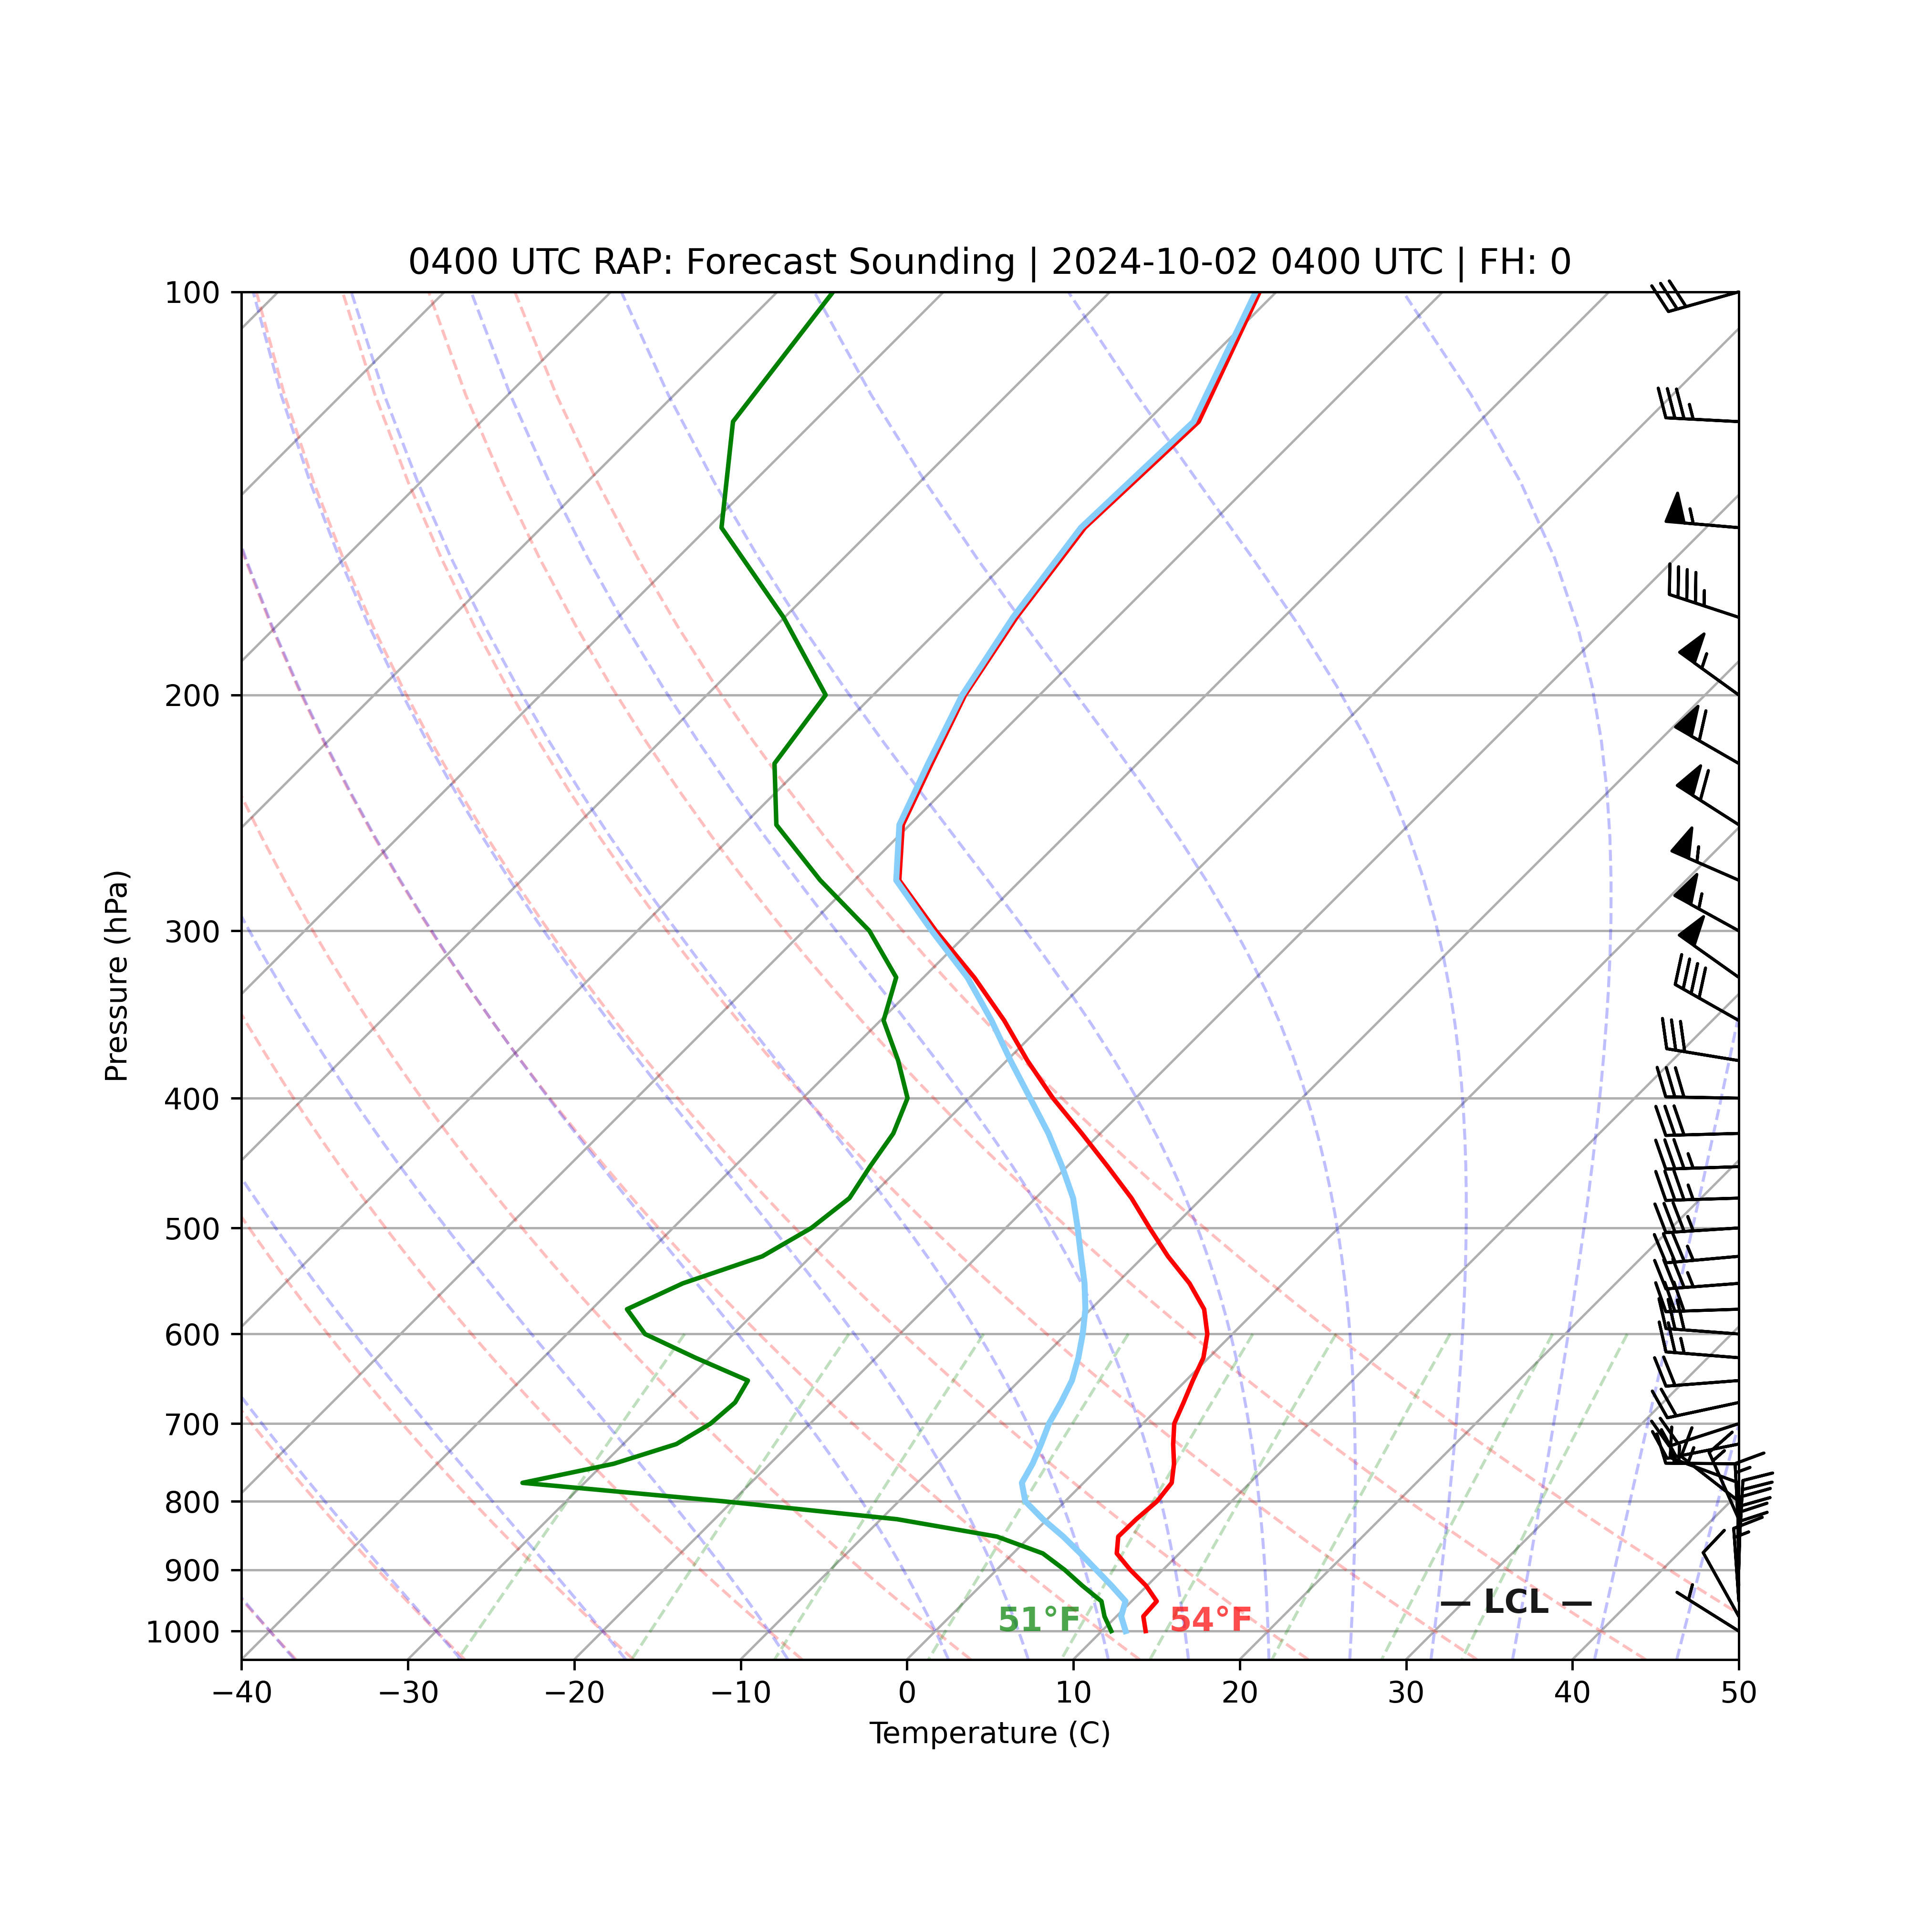 0400 UTC RAP: Forecast Sounding | 2024-10-02 0400 UTC | FH: 0
100
200
300
400
500
600
700
800
900
1000
Pressure (hPa)
51°F
54°F
— LCL —
−40 −30 −20 −10 0 10 20 30 40 50
Temperature (C)